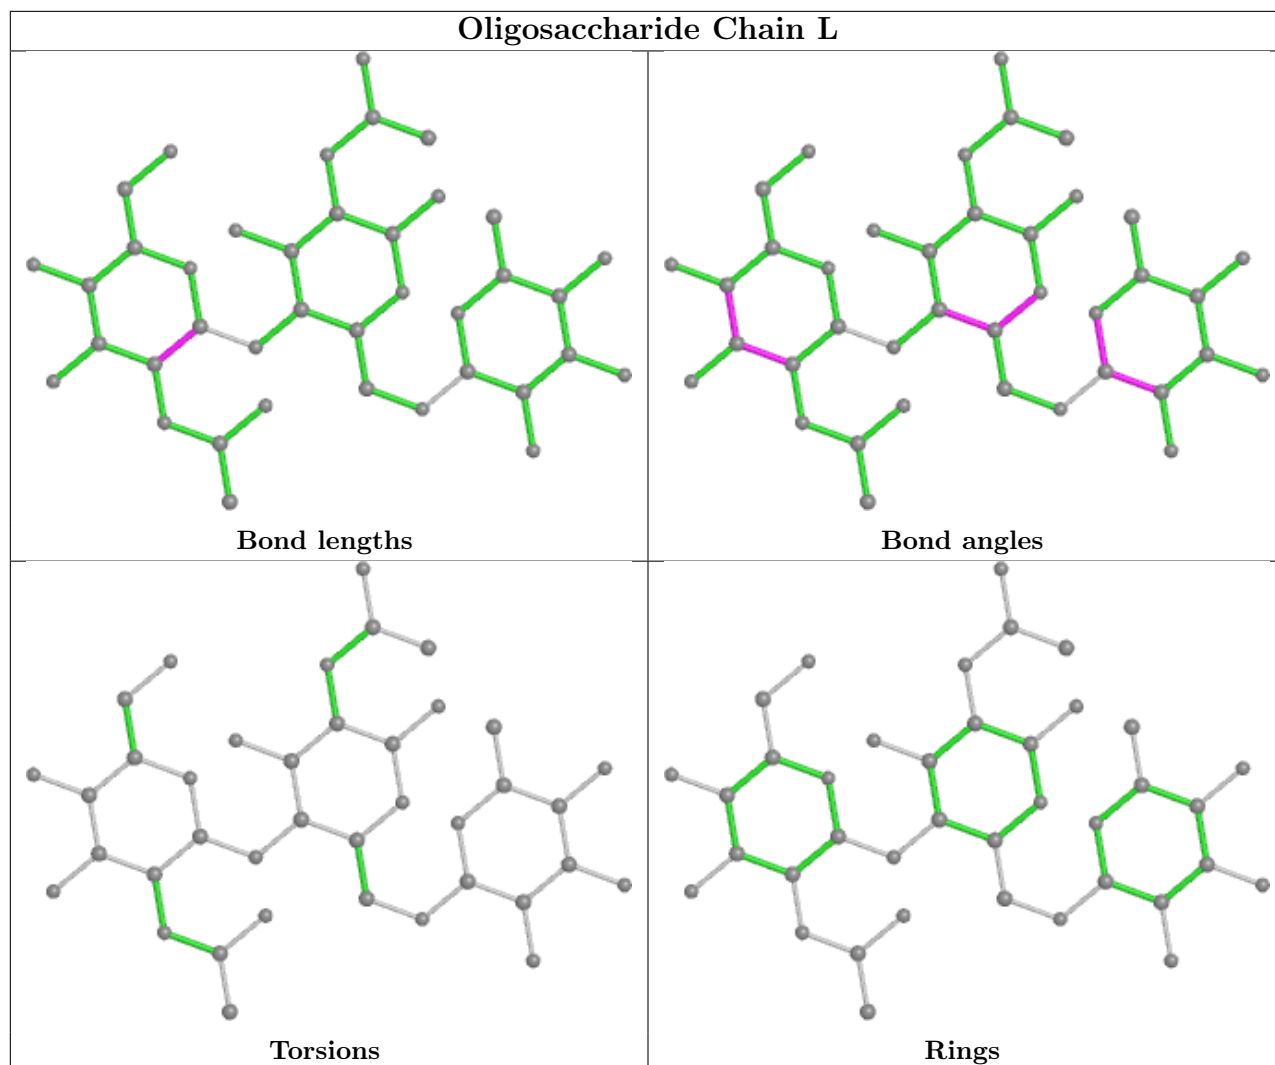 Oligosaccharide Chain L
Bond lengths
Bond angles
Torsions
Rings